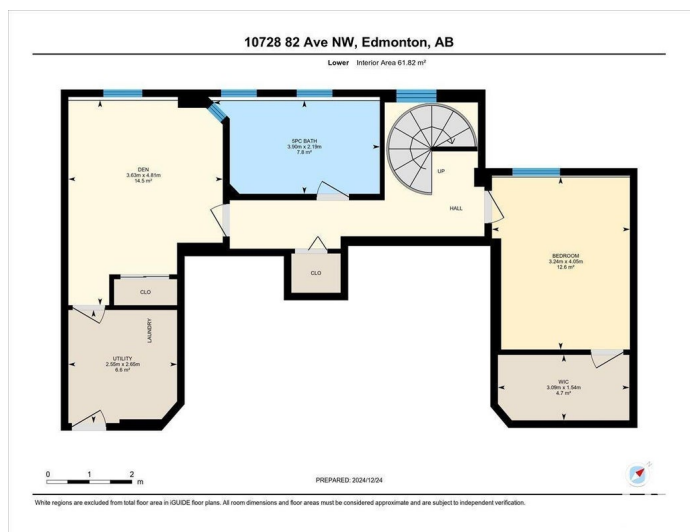 10728 82 Ave NW, Edmonton, AB
Lower Interior Area 61.82 m²
5PC BATH
3.90m x 2.19m
7.8 m²
DEN
3.63m x 4.81m
14.5 m²
UP
HALL
BEDROOM
3.24m x 4.05m
12.6 m²
CLO
CLO
LAUNDRY
UTILITY
2.55m x 2.65m
6.6 m²
WIC
3.09m x 1.54m
4.7 m²
0 1 2
m
PREPARED: 2024/12/24
White regions are excluded from total floor area in iGUIDE floor plans. All room dimensions and floor areas must be considered approximate and are subject to independent verification.